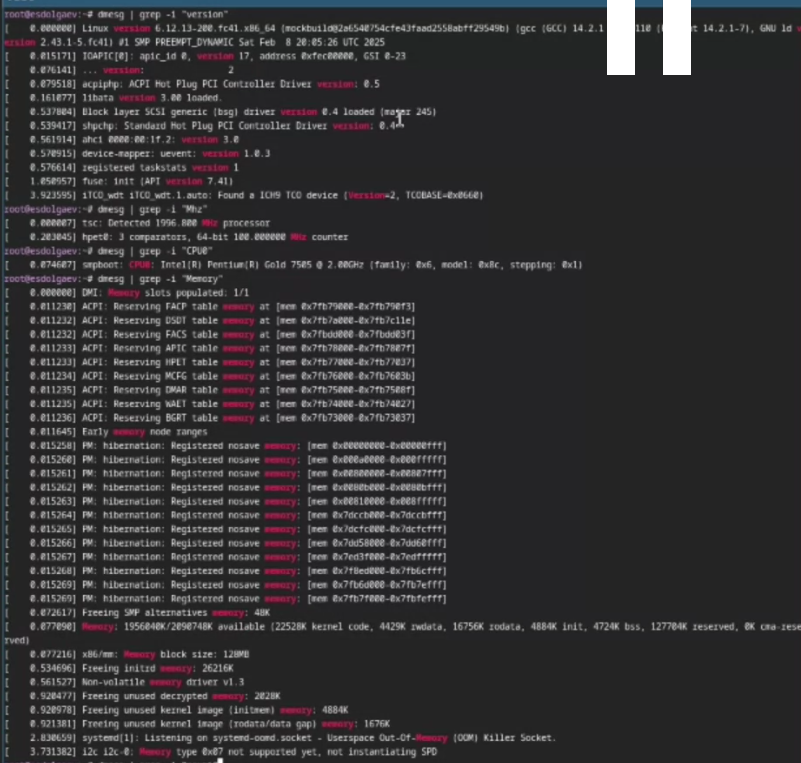 root@esdolgaev:~# dmesg | grep -i "version"
[    0.000000] Linux version 6.12.13-200.fc41.x86_64 (mockbuild@2a6540754cfe43faad2558abff29549b) (gcc (GCC) 14.2.1 110 ( t 14.2.1-7), GNU ld v
ersion 2.43.1-5.fc41) #1 SMP PREEMPT_DYNAMIC Sat Feb  8 20:05:26 UTC 2025
[    0.015171] IOAPIC[0]: apic_id 0, version 17, address 0xfec00000, GSI 0-23
[    0.076141] ... version:                2
[    0.079518] acpiphp: ACPI Hot Plug PCI Controller Driver version: 0.5
[    0.161077] libata version 3.00 loaded.
[    0.537804] Block layer SCSI generic (bsg) driver version 0.4 loaded (major 245)
[    0.539417] shpchp: Standard Hot Plug PCI Controller Driver version: 0.4
[    0.561914] ahci 0000:00:1f.2: version 3.0
[    0.570915] device-mapper: uevent: version 1.0.3
[    0.576614] registered taskstats version 1
[    1.050957] fuse: init (API version 7.41)
[    3.923595] iTCO_wdt iTCO_wdt.1.auto: Found a ICH9 TCO device (Version=2, TCOBASE=0x0660)
root@esdolgaev:~# dmesg | grep -i "Mhz"
[    0.000007] tsc: Detected 1996.800 MHz processor
[    0.203045] hpet0: 3 comparators, 64-bit 100.000000 MHz counter
root@esdolgaev:~# dmesg | grep -i "CPU0"
[    0.074607] smpboot: CPU0: Intel(R) Pentium(R) Gold 7505 @ 2.00GHz (family: 0x6, model: 0x8c, stepping: 0x1)
root@esdolgaev:~# dmesg | grep -i "Memory"
[    0.000000] DMI: Memory slots populated: 1/1
[    0.011230] ACPI: Reserving FACP table memory at [mem 0x7fb79000-0x7fb790f3]
[    0.011232] ACPI: Reserving DSDT table memory at [mem 0x7fb7a000-0x7fb7c11e]
[    0.011232] ACPI: Reserving FACS table memory at [mem 0x7fbdd000-0x7fbdd03f]
[    0.011233] ACPI: Reserving APIC table memory at [mem 0x7fb78000-0x7fb7807f]
[    0.011233] ACPI: Reserving HPET table memory at [mem 0x7fb77000-0x7fb77037]
[    0.011234] ACPI: Reserving MCFG table memory at [mem 0x7fb76000-0x7fb7603b]
[    0.011235] ACPI: Reserving DMAR table memory at [mem 0x7fb75000-0x7fb7508f]
[    0.011235] ACPI: Reserving WAET table memory at [mem 0x7fb74000-0x7fb74027]
[    0.011236] ACPI: Reserving BGRT table memory at [mem 0x7fb73000-0x7fb73037]
[    0.011645] Early memory node ranges
[    0.015258] PM: hibernation: Registered nosave memory: [mem 0x00000000-0x00000fff]
[    0.015260] PM: hibernation: Registered nosave memory: [mem 0x000a0000-0x000fffff]
[    0.015261] PM: hibernation: Registered nosave memory: [mem 0x00800000-0x00807fff]
[    0.015262] PM: hibernation: Registered nosave memory: [mem 0x0080b000-0x0080bfff]
[    0.015263] PM: hibernation: Registered nosave memory: [mem 0x00810000-0x008fffff]
[    0.015264] PM: hibernation: Registered nosave memory: [mem 0x7dccb000-0x7dccbfff]
[    0.015265] PM: hibernation: Registered nosave memory: [mem 0x7dcfc000-0x7dcfcfff]
[    0.015266] PM: hibernation: Registered nosave memory: [mem 0x7dd58000-0x7dd60fff]
[    0.015267] PM: hibernation: Registered nosave memory: [mem 0x7ed3f000-0x7edfffff]
[    0.015268] PM: hibernation: Registered nosave memory: [mem 0x7f8ed000-0x7fb6cfff]
[    0.015269] PM: hibernation: Registered nosave memory: [mem 0x7fb6d000-0x7fb7efff]
[    0.015269] PM: hibernation: Registered nosave memory: [mem 0x7fb7f000-0x7fbfefff]
[    0.072617] Freeing SMP alternatives memory: 48K
[    0.077090] Memory: 1956040K/2090748K available (22528K kernel code, 4429K rwdata, 16756K rodata, 4884K init, 4724K bss, 127704K reserved, 0K cma-rese
rved)
[    0.077216] x86/mm: Memory block size: 128MB
[    0.534696] Freeing initrd memory: 26216K
[    0.561527] Non-volatile memory driver v1.3
[    0.920477] Freeing unused decrypted memory: 2028K
[    0.920978] Freeing unused kernel image (initmem) memory: 4884K
[    0.921381] Freeing unused kernel image (rodata/data gap) memory: 1676K
[    2.830659] systemd[1]: Listening on systemd-oomd.socket - Userspace Out-Of-Memory (OOM) Killer Socket.
[    3.731382] i2c i2c-0: Memory type 0x07 not supported yet, not instantiating SPD